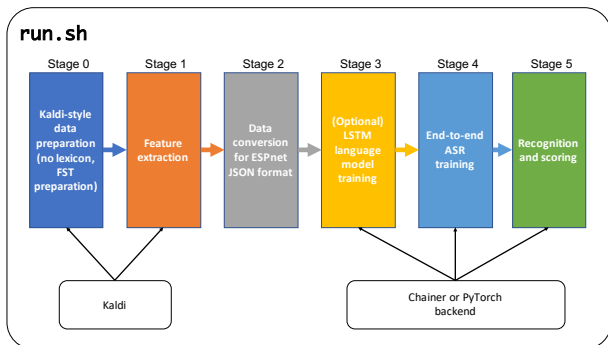 run.sh
Stage 0
Stage 1
Stage 2
Stage 3
Stage 4
Stage 5
Kaldi-style
data
preparation
(no lexicon,
FST
preparation)
Feature
extraction
Data
conversion
for ESPnet
JSON format
(Optional)
LSTM
language
model
training
End-to-end
ASR
training
Recognition
and scoring
Kaldi
Chainer or PyTorch
backend